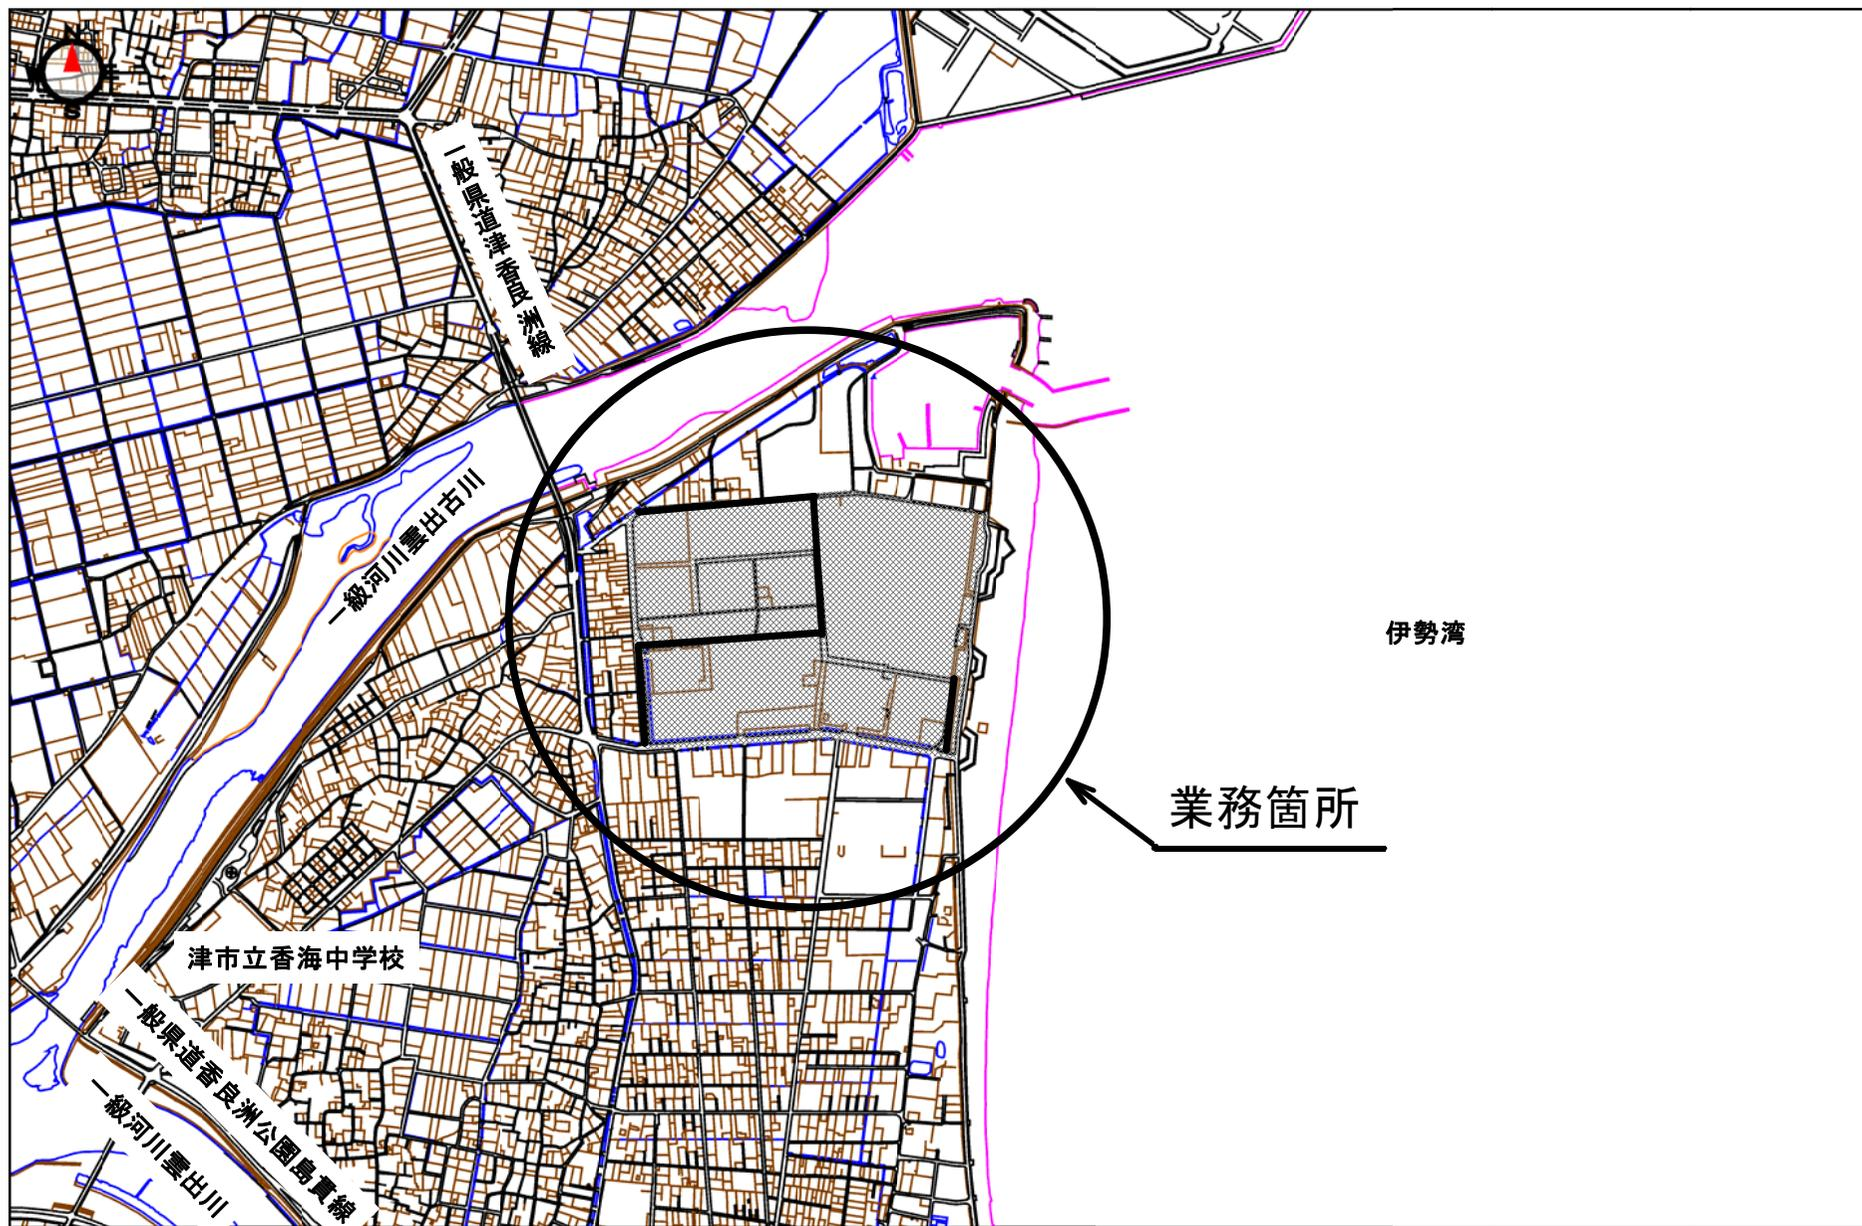 N
S
一般県道津香良洲線
一級河川雲出古川
伊勢湾
業務箇所
津市立香海中学校
一般県道香良洲公園島貫線
一級河川雲出川